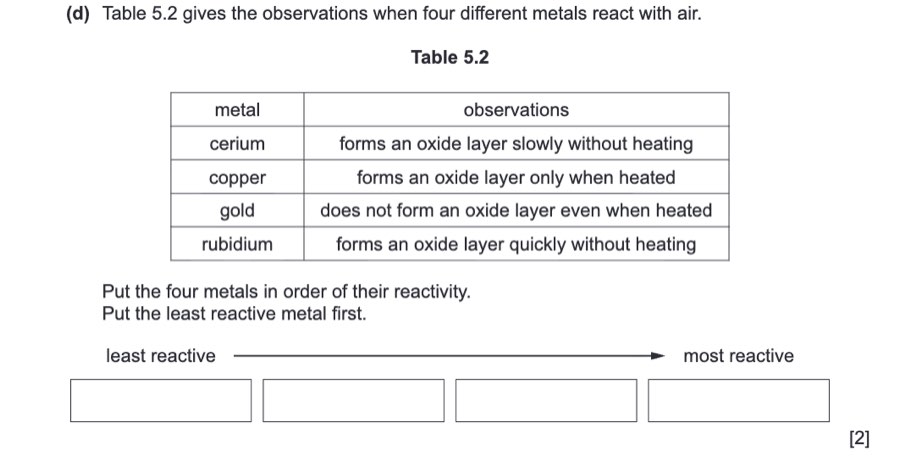 (d) Table 5.2 gives the observations when four different metals react with air.
Table 5.2
metal observations
cerium forms an oxide layer slowly without heating
copper forms an oxide layer only when heated
gold does not form an oxide layer even when heated
rubidium forms an oxide layer quickly without heating
Put the four metals in order of their reactivity.
Put the least reactive metal first.
least reactive most reactive
[2]